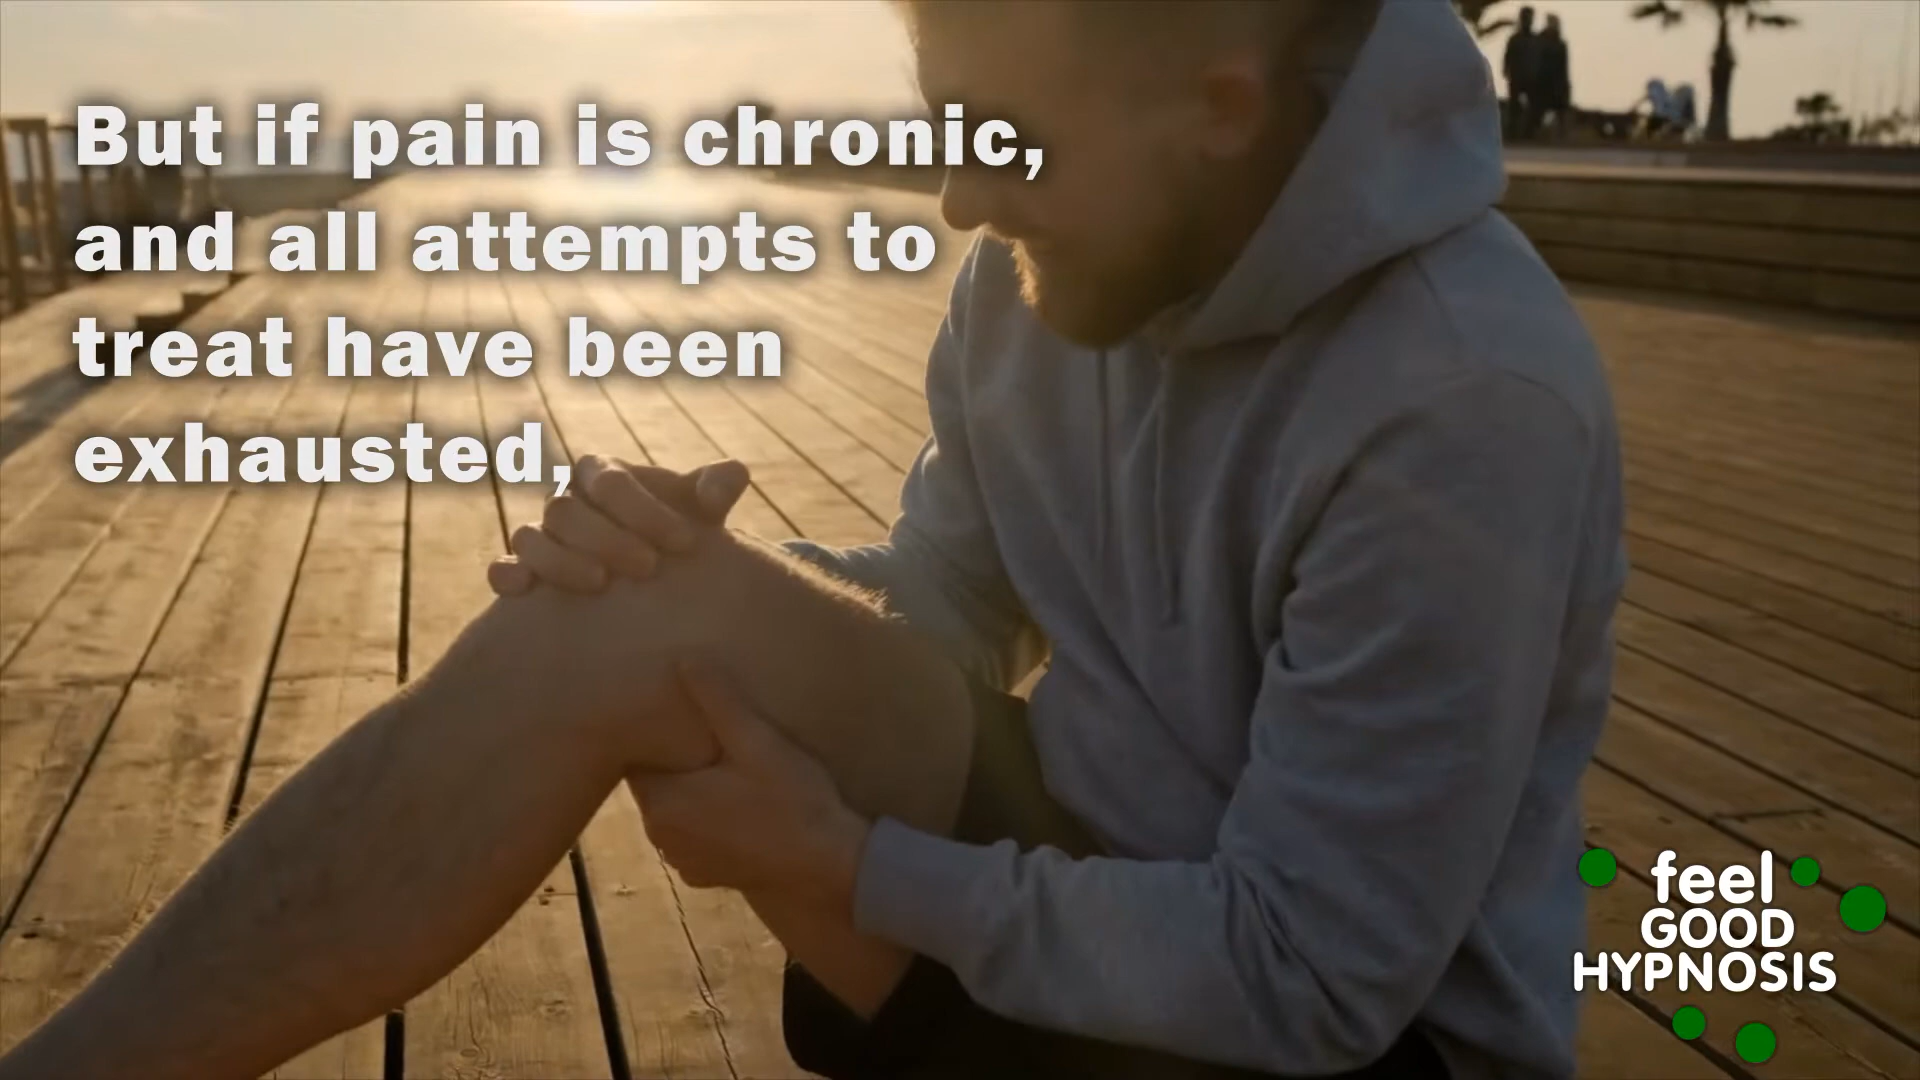 But if pain is chronic,
and all attempts to
treat have been
exhausted,
feel
GOOD
HYPNOSIS